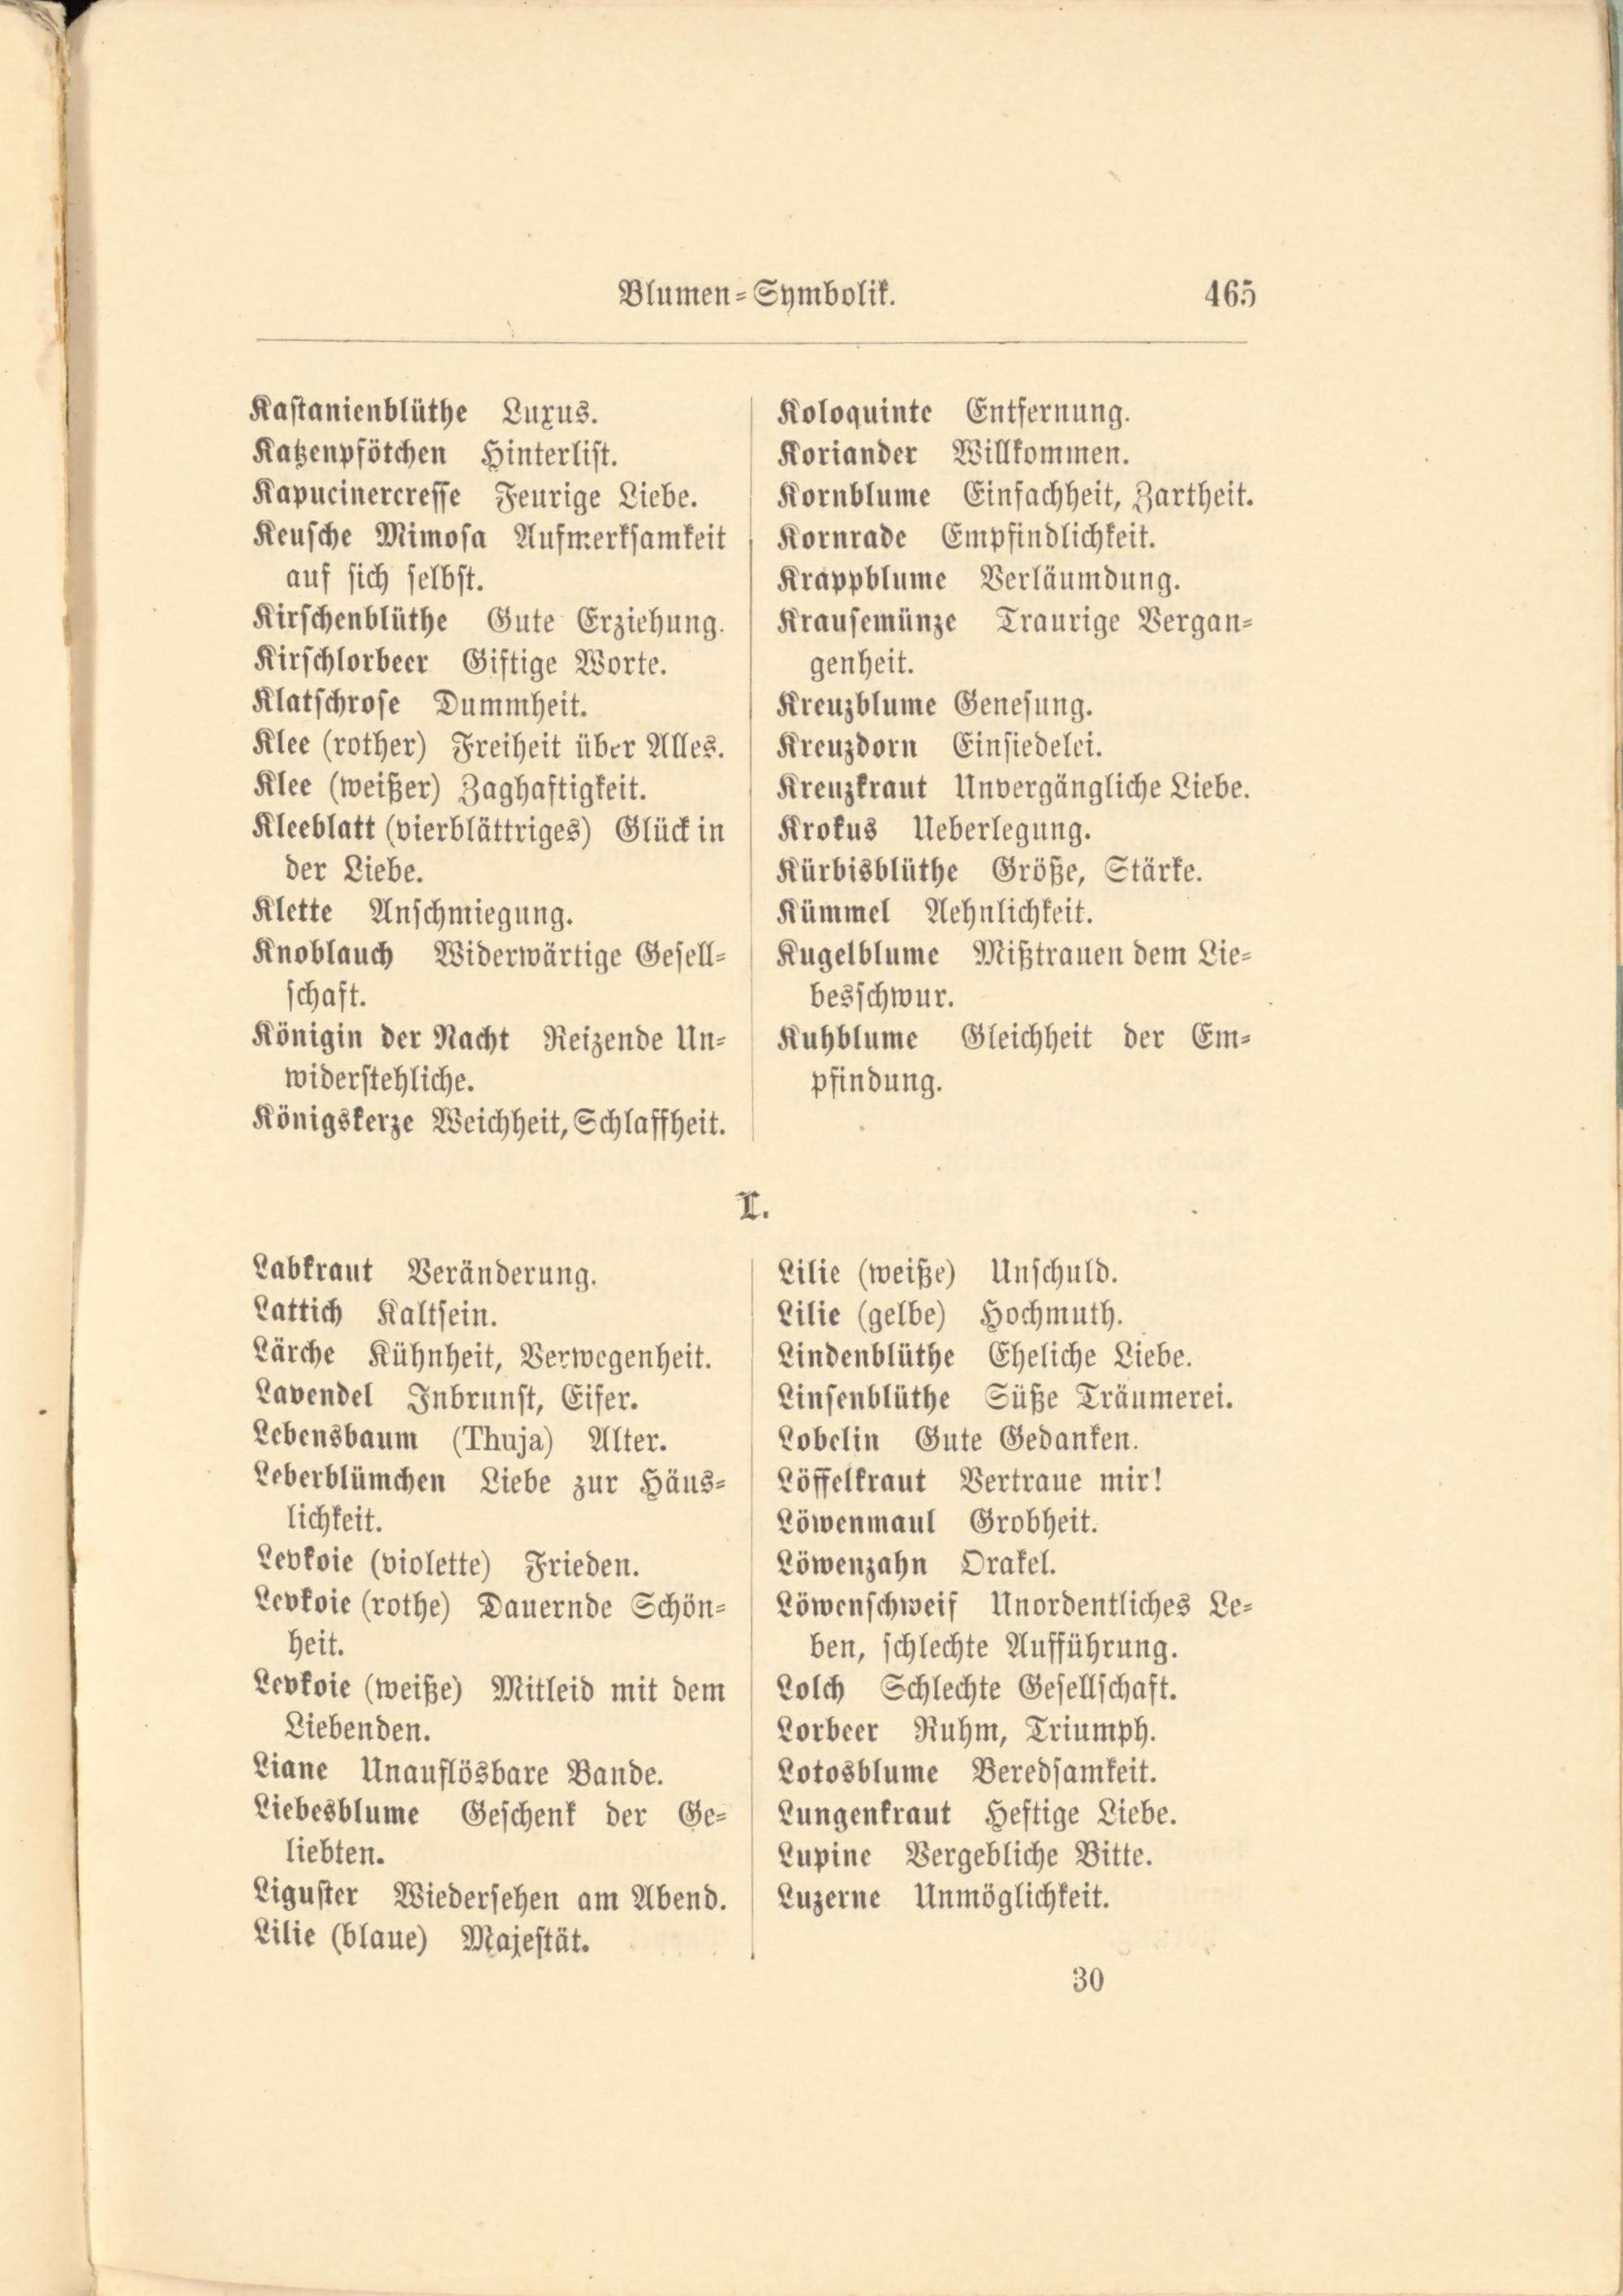 Blumen-Symbolik. 465
Kastanienblüthe Luxus.
Katzenpfötchen Hinterlist.
Kapucinercresse Feurige Liebe.
Keusche Mimosa Aufmerksamkeit
auf sich selbst.
Kirschenblüthe Gute Erziehung.
Kirschlorbeer Giftige Worte.
Klatschrose Dummheit.
Klee (rother) Freiheit über Alles.
Klee (weißer) Zaghaftigkeit.
Kleeblatt (vierblättriges) Glück in
der Liebe.
Klette Anschmiegung.
Knoblauch Widerwärtige Gesell-
schaft.
Königin der Nacht Reizende Un-
widerstehliche.
Königskerze Weichheit, Schlaffheit.
Koloquinte Entfernung.
Koriander Willkommen.
Kornblume Einfachheit, Zartheit.
Kornrade Empfindlichkeit.
Krappblume Verläumdung.
Krausemünze Traurige Vergan-
genheit.
Kreuzblume Genesung.
Kreuzdorn Einsiedelei.
Kreuzkraut Unvergängliche Liebe.
Krokus Ueberlegung.
Kürbisblüthe Größe, Stärke.
Kümmel Aehnlichkeit.
Kugelblume Mißtrauen dem Lie-
besschwur.
Kuhblume Gleichheit der Em-
pfindung.
L.
Labkraut Veränderung.
Lattich Kaltsein.
Lärche Kühnheit, Verwegenheit.
Lavendel Inbrunst, Eifer.
Lebensbaum (Thuja) Alter.
Leberblümchen Liebe zur Häus-
lichkeit.
Levkoie (violette) Frieden.
Levkoie (rothe) Dauernde Schön-
heit.
Levkoie (weiße) Mitleid mit dem
Liebenden.
Liane Unauflösbare Bande.
Liebesblume Geschenk der Ge-
liebten.
Liguster Wiedersehen am Abend.
Lilie (blaue) Majestät.
Lilie (weiße) Unschuld.
Lilie (gelbe) Hochmuth.
Lindenblüthe Eheliche Liebe.
Linsenblüthe Süße Träumerei.
Lobelin Gute Gedanken.
Löffelkraut Vertraue mir!
Löwenmaul Grobheit.
Löwenzahn Orakel.
Löwenschweif Unordentliches Le-
ben, schlechte Aufführung.
Lolch Schlechte Gesellschaft.
Lorbeer Ruhm, Triumph.
Lotosblume Beredsamkeit.
Lungenkraut Heftige Liebe.
Lupine Vergebliche Bitte.
Luzerne Unmöglichkeit.
30